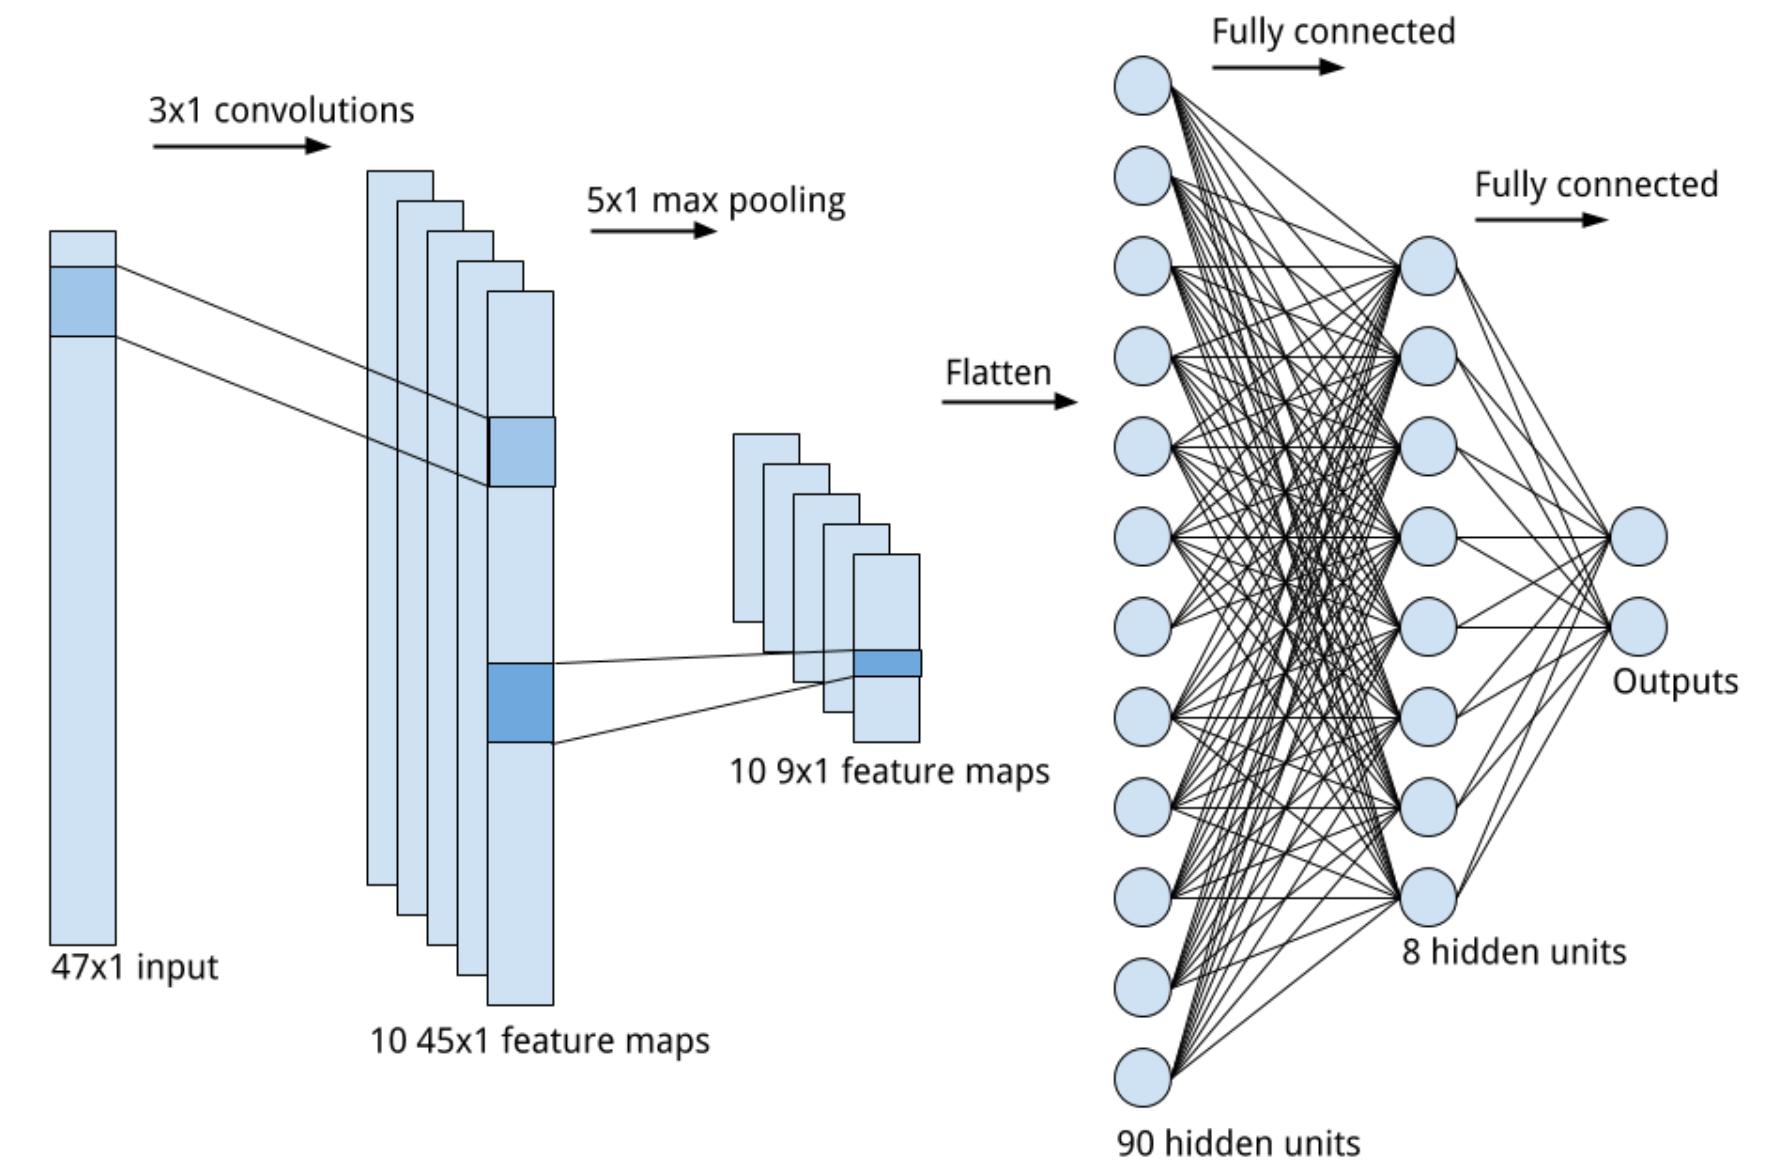 3x1 convolutions
47x1 input
10 45x1 feature maps
5x1 max pooling
10 9x1 feature maps
Flatten
Fully connected
90 hidden units
Fully connected
8 hidden units
Outputs